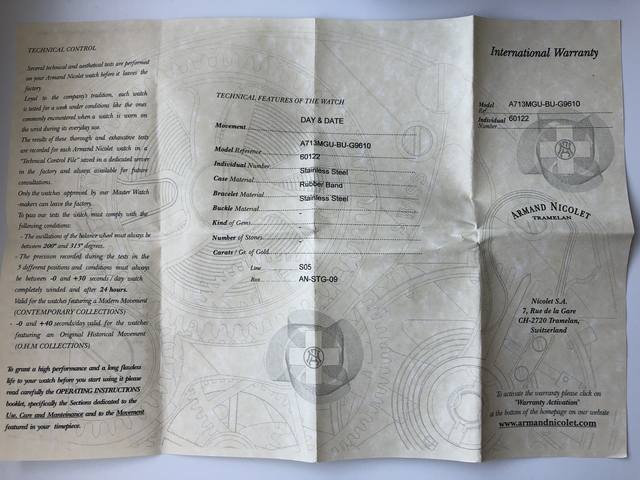 TECHNICAL CONTROL
Several technical and aesthetical tests are performed
on your Armand Nicolet watch before it leaves the
factory.
Loyal to the company's tradition, each watch
is tested for a week under conditions like the ones
commonly encountered when a watch is worn on
the wrist during its everyday use.
The results of these thorough and exhaustive tests
are recorded for each Armand Nicolet watch in a
"Technical Control File" saved in a dedicated server
in the factory and always available for future
consultations.
Only the watches approved by our Master Watch
-makers can leave the factory.
To pass our tests the watch must comply with the
following conditions:
- The oscillations of the balance wheel must always be
between 200° and 315° degrees.
- The precision recorded during the tests in the
5 different positions and conditions must always
be between -0 and +30 seconds/day watch
completely winded and after 24 hours.
Valid for the watches featuring a Modern Movement
(CONTEMPORARY COLLECTIONS)
- -0 and +40 seconds/day valid for the watches
featuring an Original Historical Movement
(O.H.M COLLECTIONS)
To grant a high performance and a long flawless
life to your watch before you start using it please
read carefully the OPERATING INSTRUCTIONS
booklet, specifically the Sections dedicated to the
Use, Care and Manteinance and to the Movement
featured in your timepiece.
TECHNICAL FEATURES OF THE WATCH
Movement DAY & DATE
Model Reference A713MGU-BU-G9610
Individual Number 60122
Case Material Stainless Steel
Bracelet Material Rubber Band
Buckle Material Stainless Steel
Kind of Gems -
Number of Stones -
Carats / Gr. of Gold
Line S05
Box AN-STG-09
International Warranty
Model Ref. A713MGU-BU-G9610
Individual Number 60122
ARMAND NICOLET
TRAMELAN
Nicolet S.A.
7, Rue de la Gare
CH-2720 Tramelan,
Switzerland
To activate the warranty please click on
"Warranty Activation"
at the bottom of the homepage on our website
www.armandnicolet.com